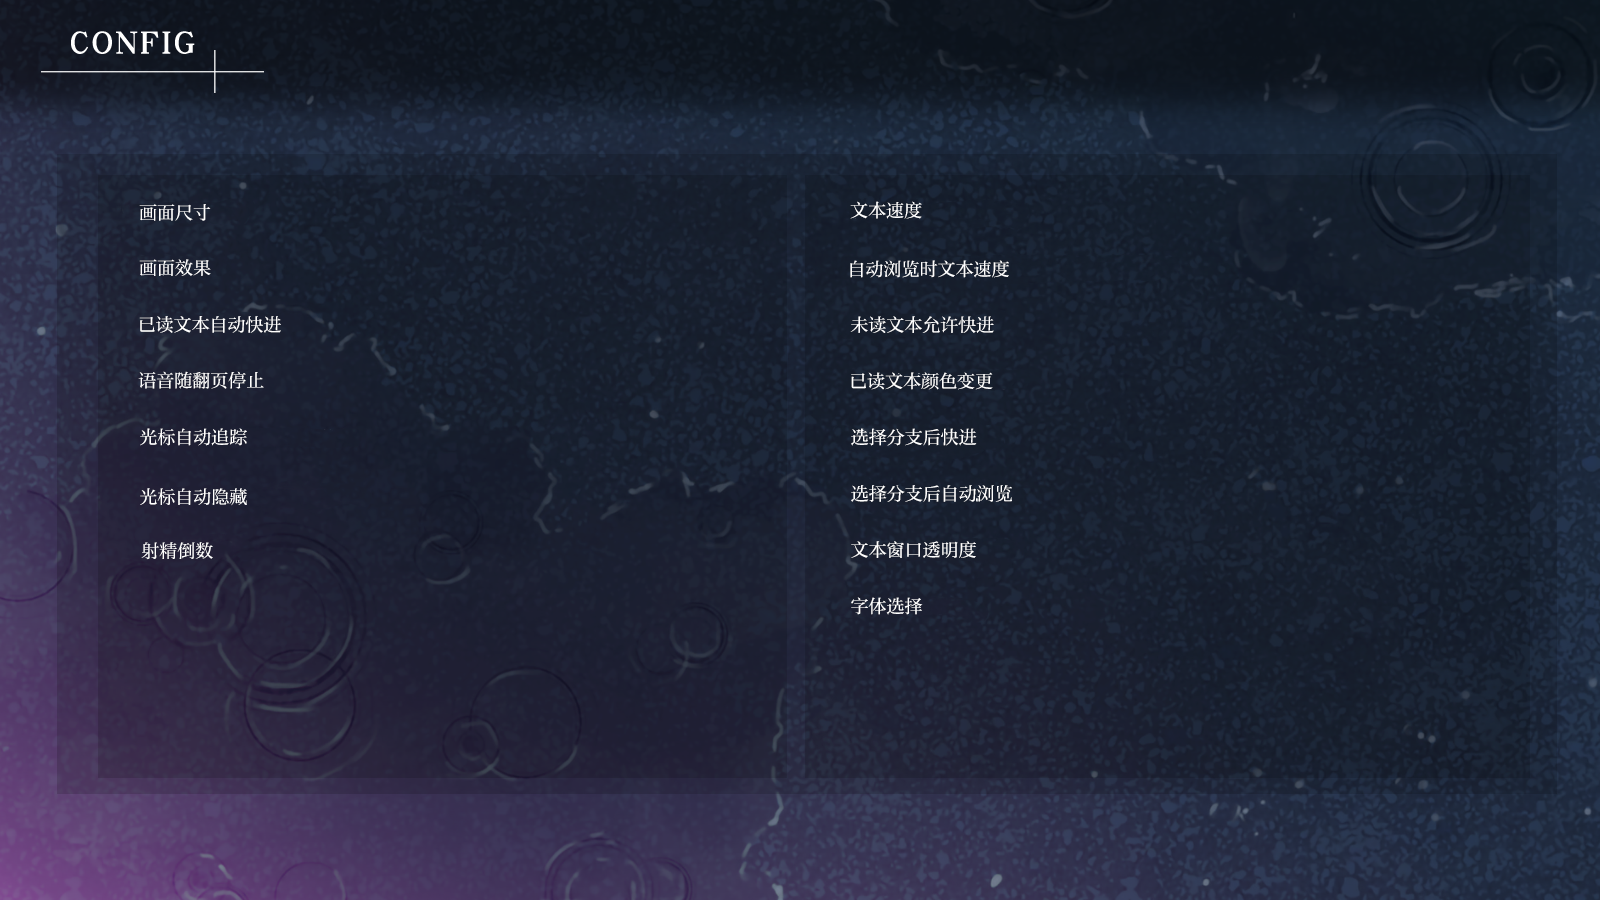 CONFIG
画面尺寸
画面效果
已读文本自动快进
语音随翻页停止
光标自动追踪
光标自动隐藏
射精倒数
文本速度
自动浏览时文本速度
未读文本允许快进
已读文本颜色变更
选择分支后快进
选择分支后自动浏览
文本窗口透明度
字体选择